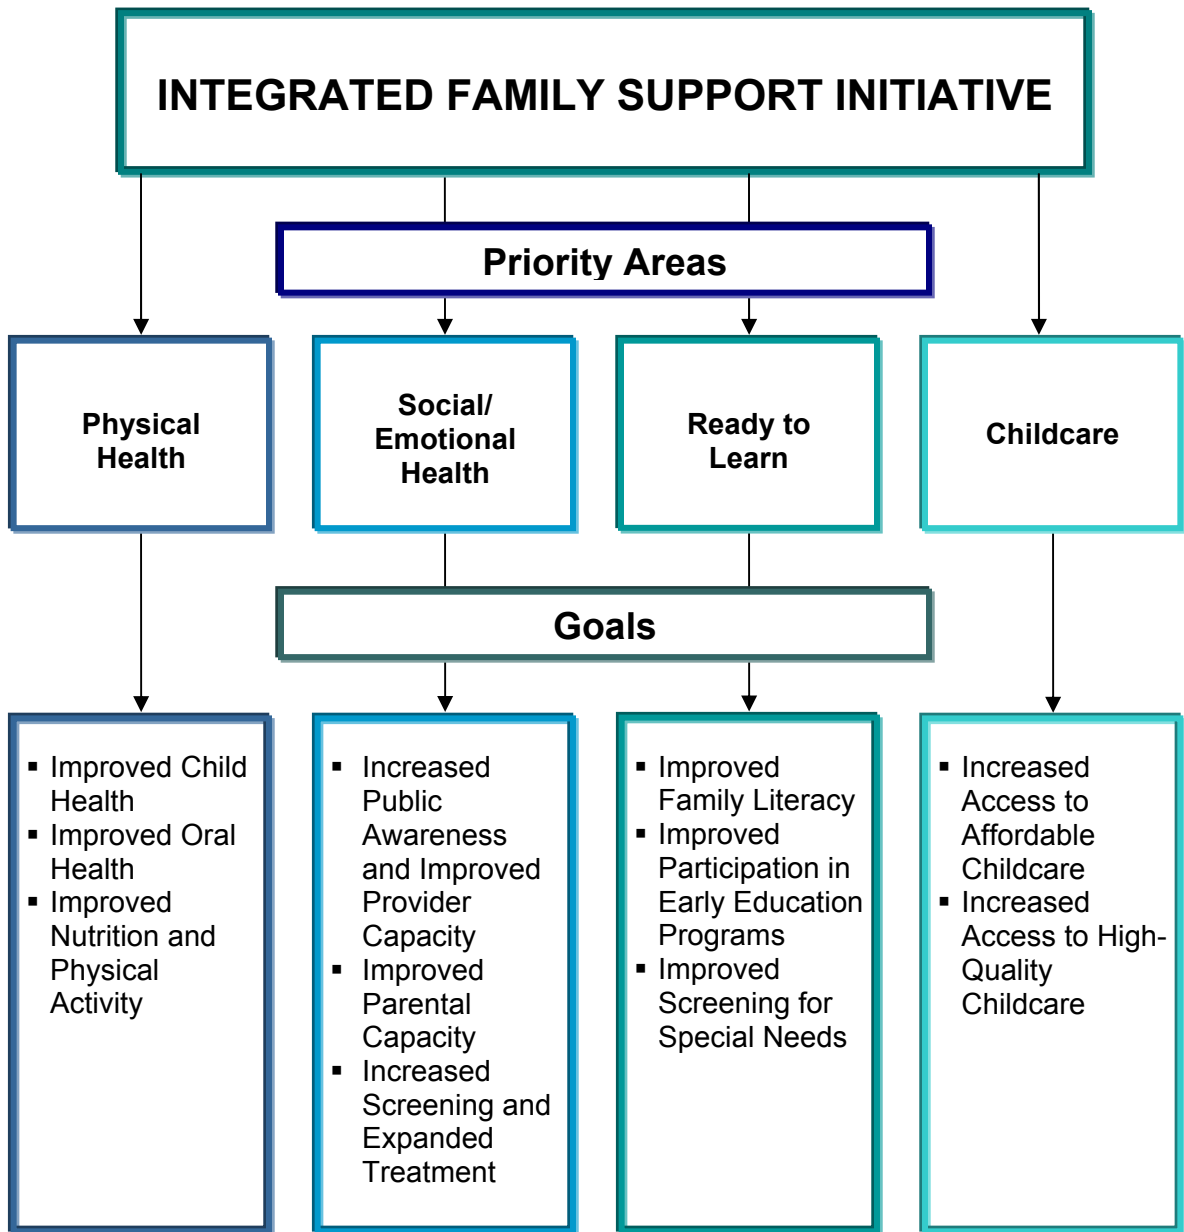 INTEGRATED FAMILY SUPPORT INITIATIVE
Priority Areas
Physical
Health
Social/
Emotional
Health
Ready to
Learn
Childcare
Goals
▪ Improved Child
Health
▪ Improved Oral
Health
▪ Improved
Nutrition and
Physical
Activity
▪ Increased
Public
Awareness
and Improved
Provider
Capacity
▪ Improved
Parental
Capacity
▪ Increased
Screening and
Expanded
Treatment
▪ Improved
Family Literacy
▪ Improved
Participation in
Early Education
Programs
▪ Improved
Screening for
Special Needs
▪ Increased
Access to
Affordable
Childcare
▪ Increased
Access to High-
Quality
Childcare